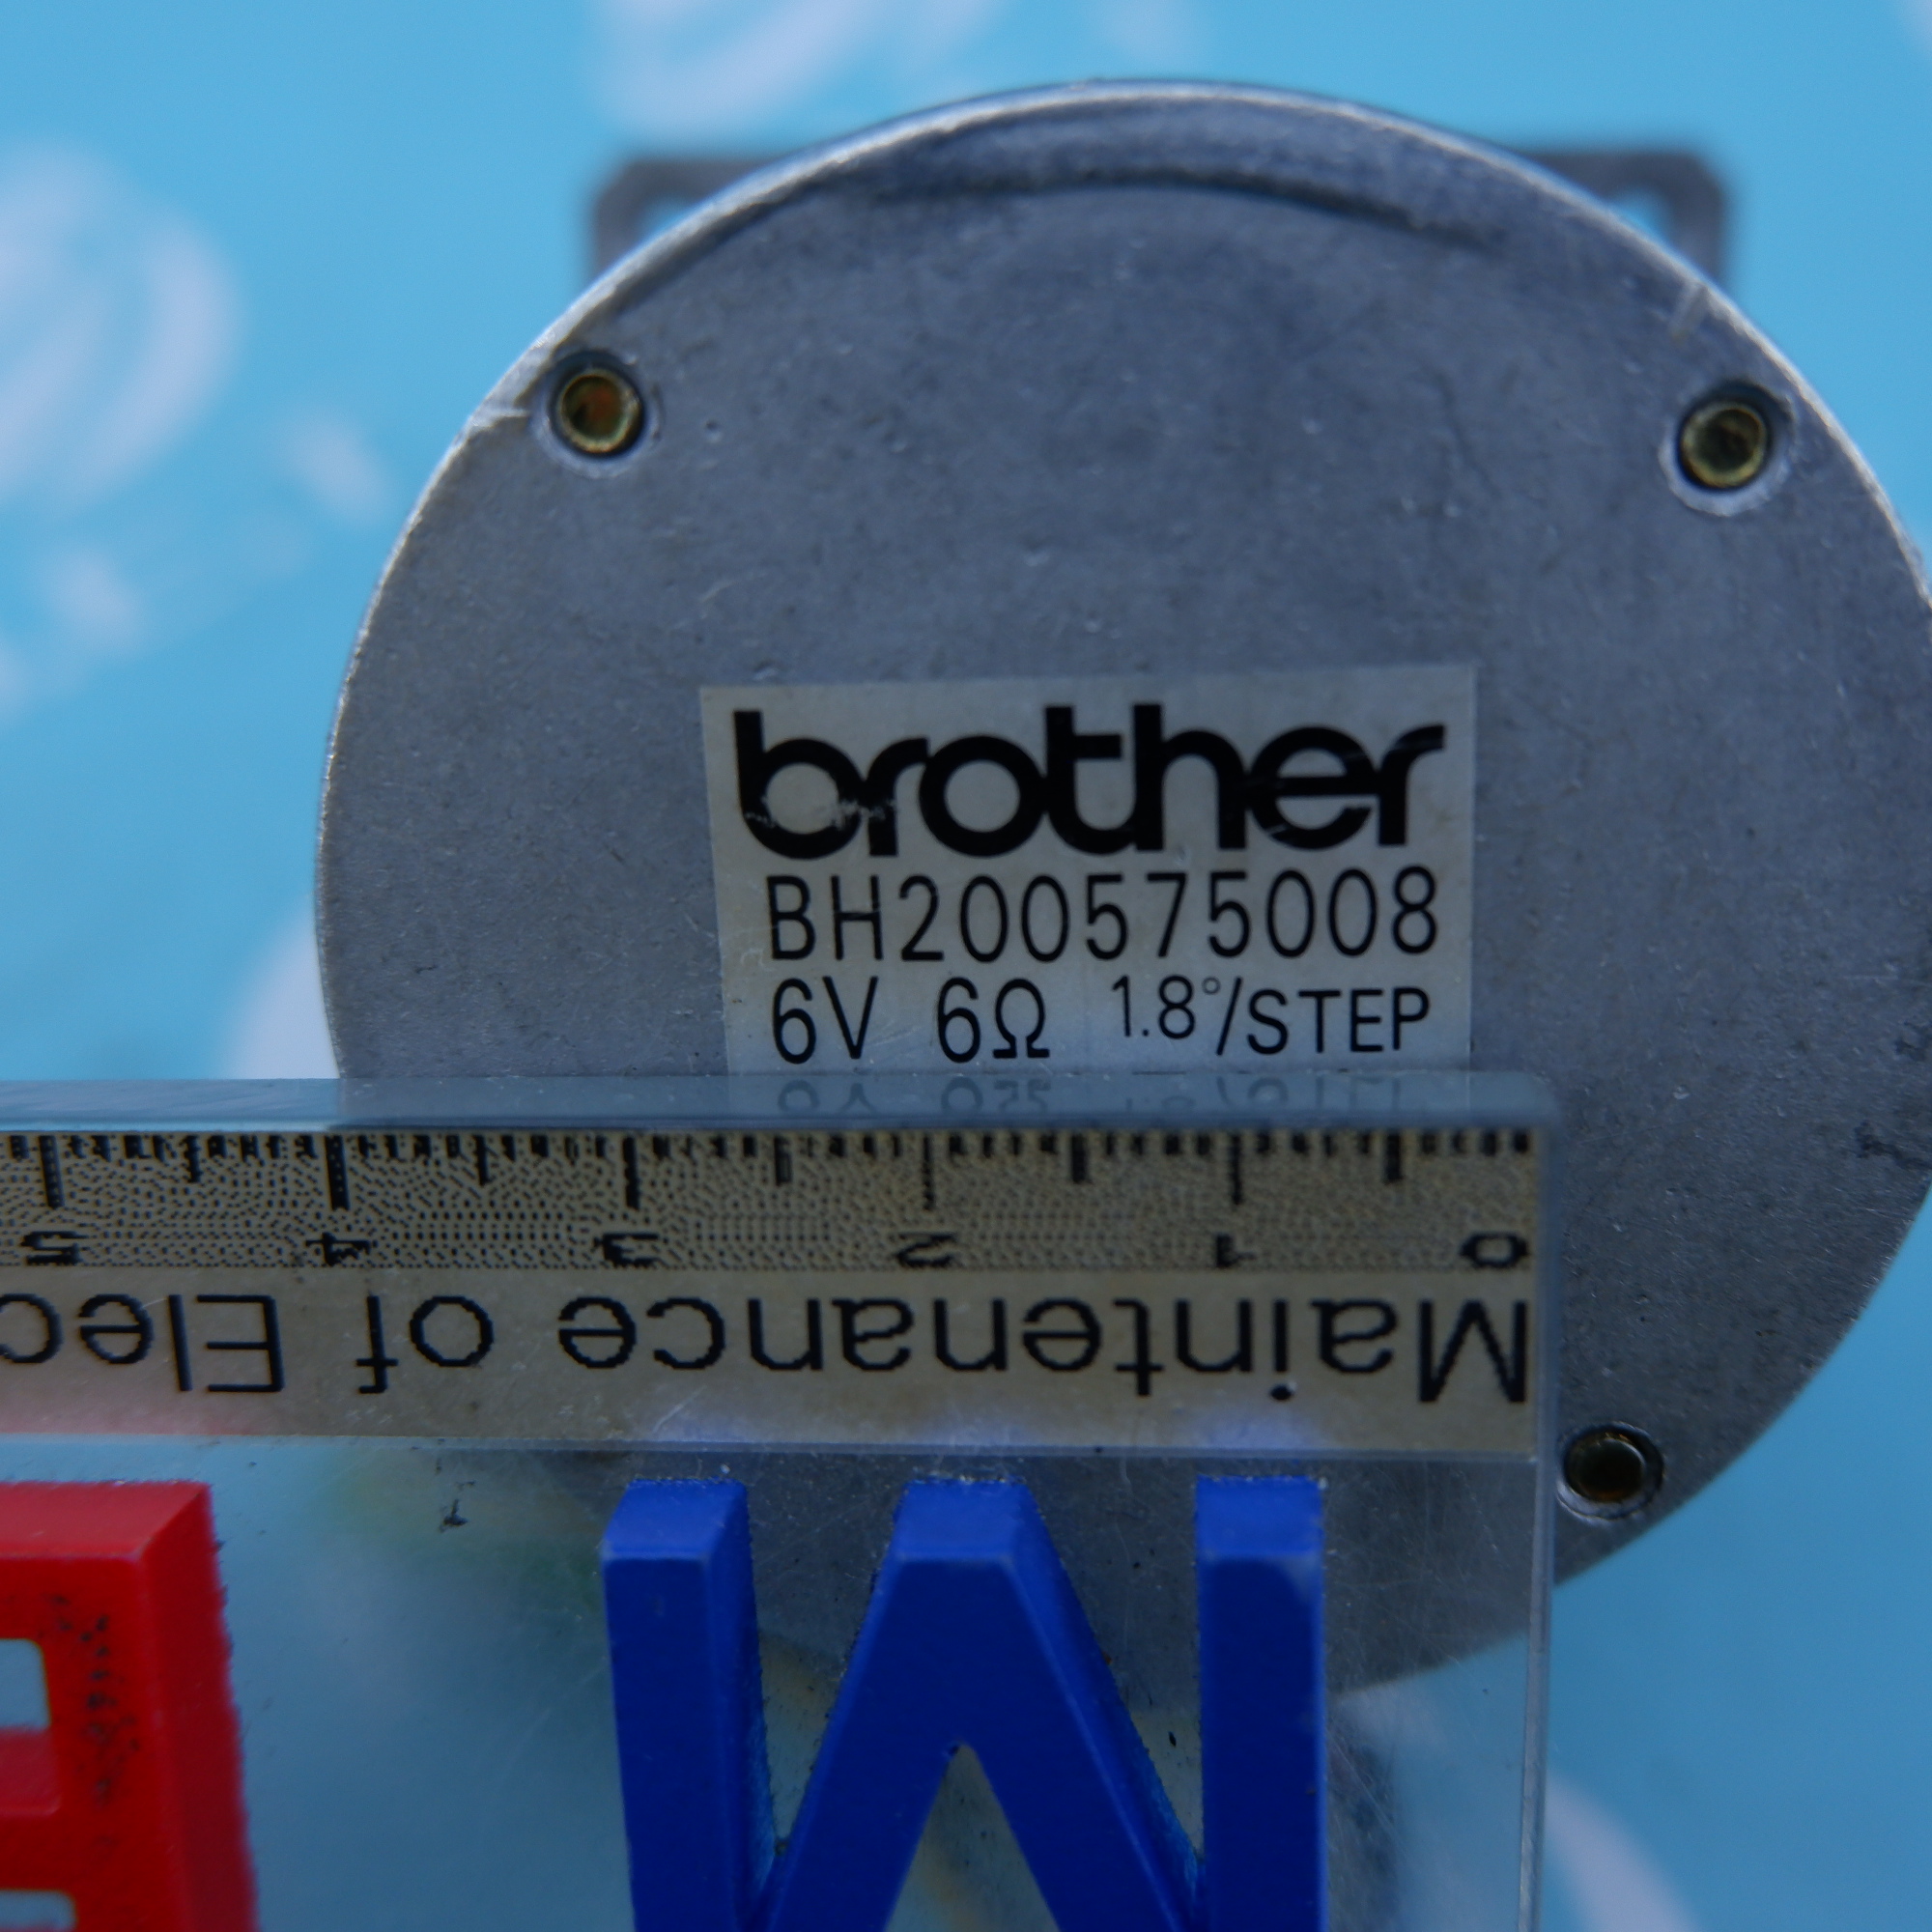 brother
BH200575008
6V 6Ω 1.8°/STEP
0 1 2 3 4 5
Maintenance of Elec
M